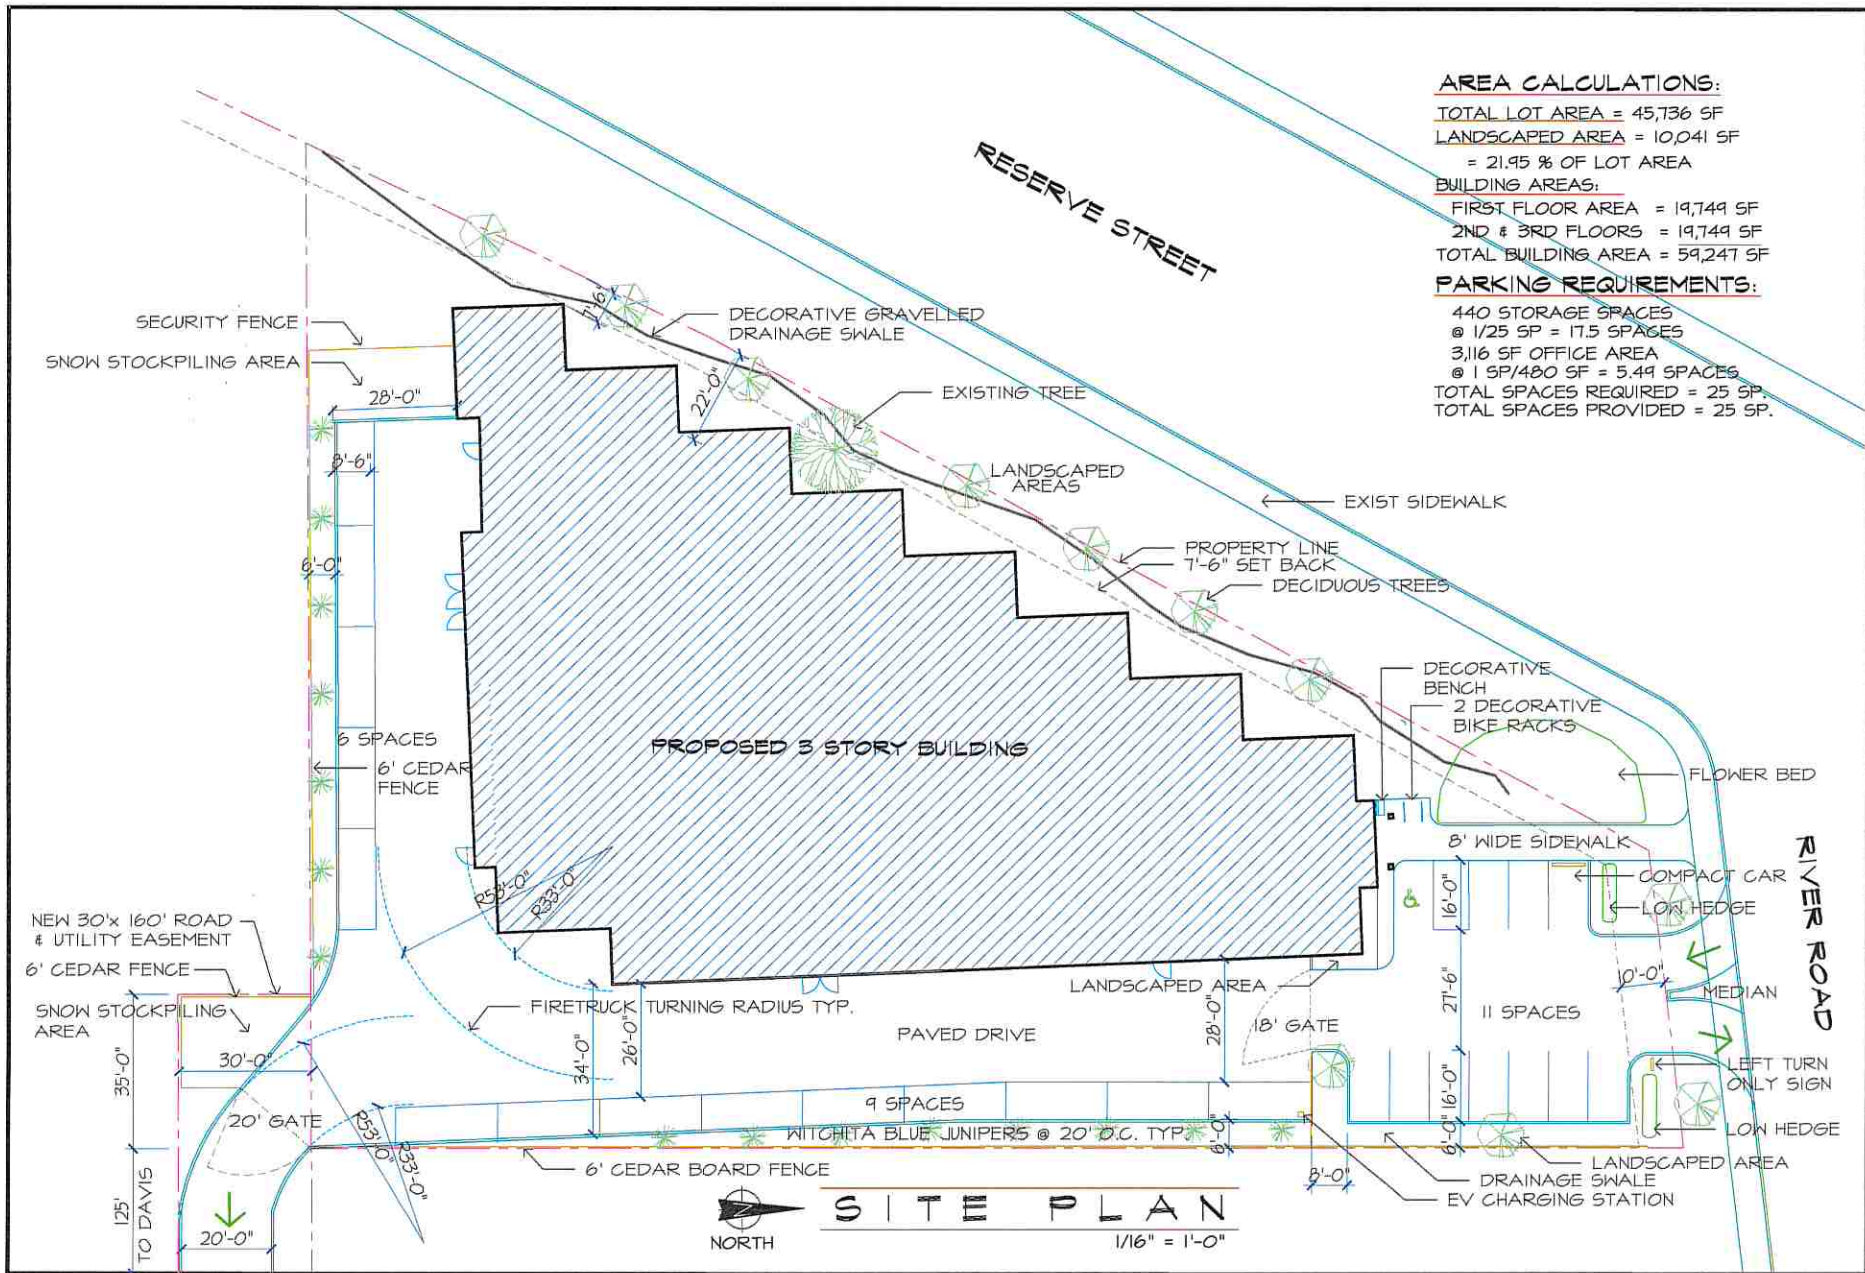 AREA CALCULATIONS:
TOTAL LOT AREA = 45,736 SF
LANDSCAPED AREA = 10,041 SF
= 21.95 % OF LOT AREA
BUILDING AREAS:
FIRST FLOOR AREA = 19,749 SF
2ND & 3RD FLOORS = 19,749 SF
TOTAL BUILDING AREA = 59,247 SF
PARKING REQUIREMENTS:
440 STORAGE SPACES
@ 1/25 SP = 17.5 SPACES
3,116 SF OFFICE AREA
@ 1 SP/480 SF = 5.49 SPACES
TOTAL SPACES REQUIRED = 25 SP.
TOTAL SPACES PROVIDED = 25 SP.
RESERVE STREET
SECURITY FENCE
SNOW STOCKPILING AREA
28'-0"
8'-6"
6'-0"
7'-6"
DECORATIVE GRAVELLED
DRAINAGE SWALE
22'-0"
EXISTING TREE
LANDSCAPED
AREAS
EXIST SIDEWALK
PROPERTY LINE
7'-6" SET BACK
DECIDUOUS TREES
DECORATIVE
BENCH
2 DECORATIVE
BIKE RACKS
FLOWER BED
8' WIDE SIDEWALK
COMPACT CAR
LOW HEDGE
RIVER ROAD
PROPOSED 3 STORY BUILDING
6 SPACES
6' CEDAR
FENCE
R53'-0"
R33'-0"
NEW 30'x 160' ROAD
& UTILITY EASEMENT
6' CEDAR FENCE
SNOW STOCKPILING
AREA
FIRETRUCK TURNING RADIUS TYP.
30'-0"
35'-0"
34'-0"
26'-0"
PAVED DRIVE
LANDSCAPED AREA
28'-0"
18' GATE
16'-0"
27'-6"
11 SPACES
16'-0"
6'-0"
0'-0"
MEDIAN
LEFT TURN
ONLY SIGN
LOW HEDGE
20' GATE
R53'-0"
R33'-0"
9 SPACES
WITCHITA BLUE JUNIPERS @ 20' O.C. TYP.
6'-0"
6' CEDAR BOARD FENCE
8'-0"
LANDSCAPED AREA
DRAINAGE SWALE
EV CHARGING STATION
125'
TO DAVIS
20'-0"
N
NORTH
SITE PLAN
1/16" = 1'-0"